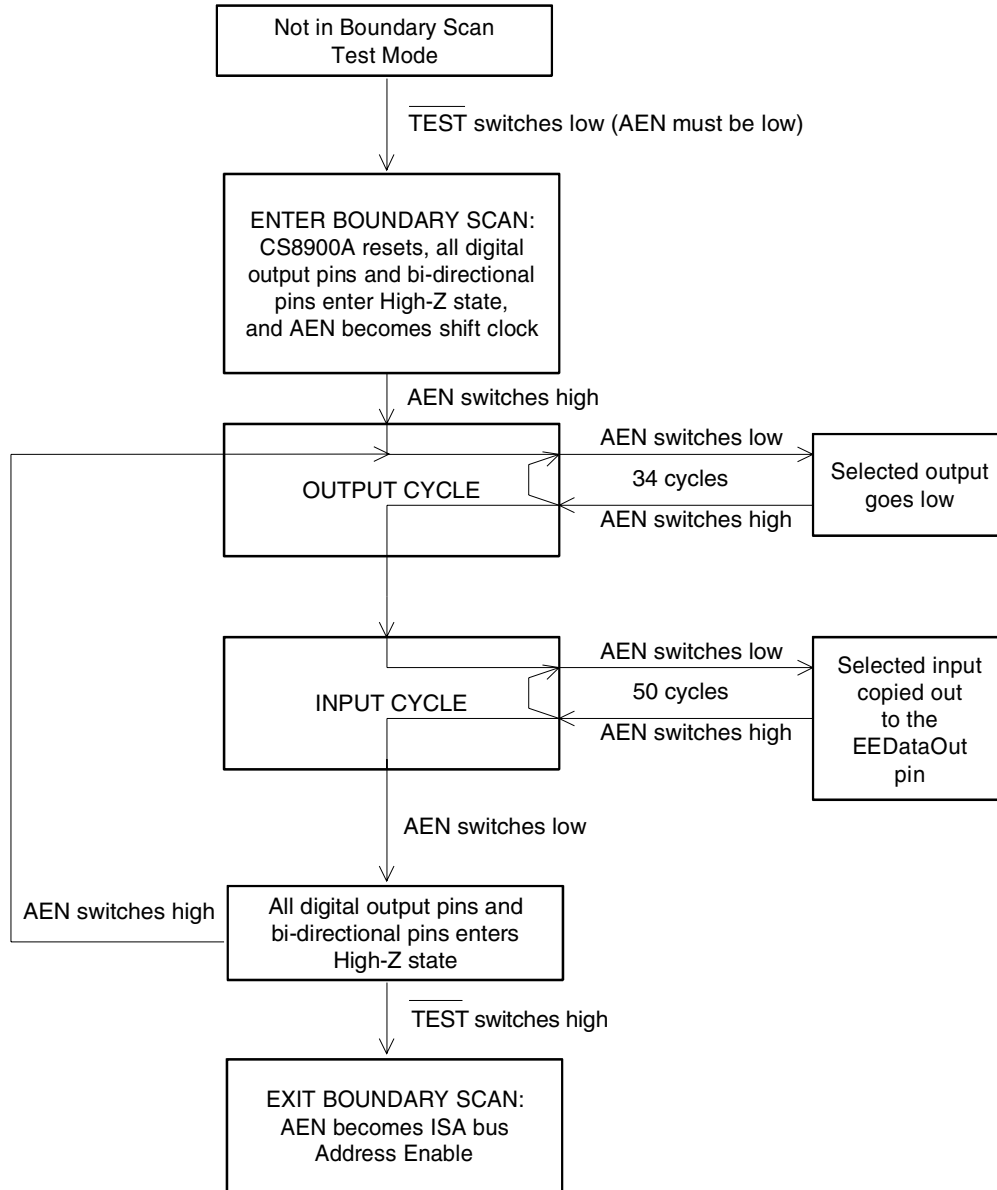 Not in Boundary Scan
Test Mode
TEST switches low (AEN must be low)
ENTER BOUNDARY SCAN:
CS8900A resets, all digital
output pins and bi-directional
pins enter High-Z state,
and AEN becomes shift clock
AEN switches high
OUTPUT CYCLE
AEN switches low
34 cycles
AEN switches high
Selected output
goes low
INPUT CYCLE
AEN switches low
50 cycles
AEN switches high
Selected input
copied out
to the
EEDataOut
pin
AEN switches low
AEN switches high
All digital output pins and
bi-directional pins enters
High-Z state
TEST switches high
EXIT BOUNDARY SCAN:
AEN becomes ISA bus
Address Enable